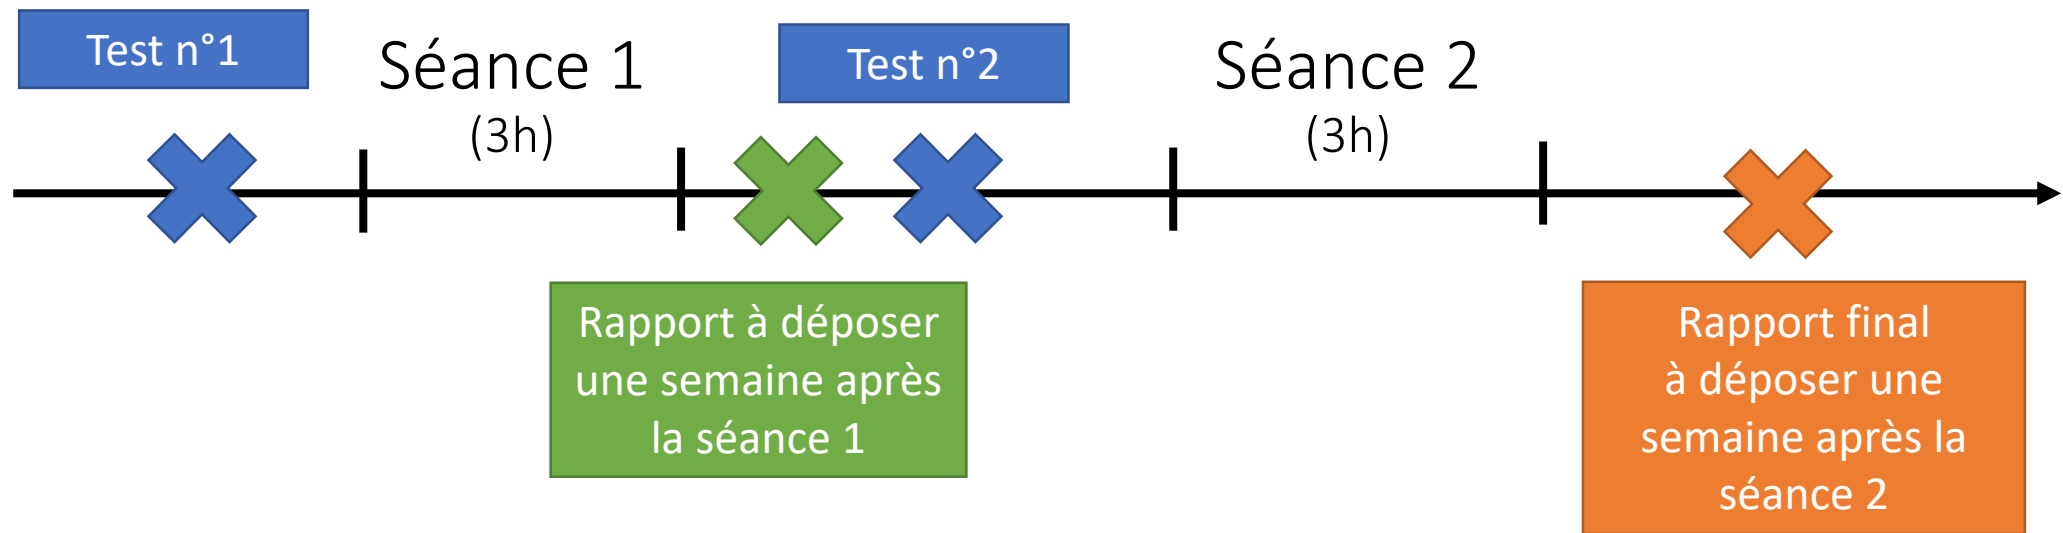 Test n°1
Séance 1
(3h)
Test n°2
Séance 2
(3h)
Rapport à déposer
une semaine après
la séance 1
Rapport final
à déposer une
semaine après la
séance 2